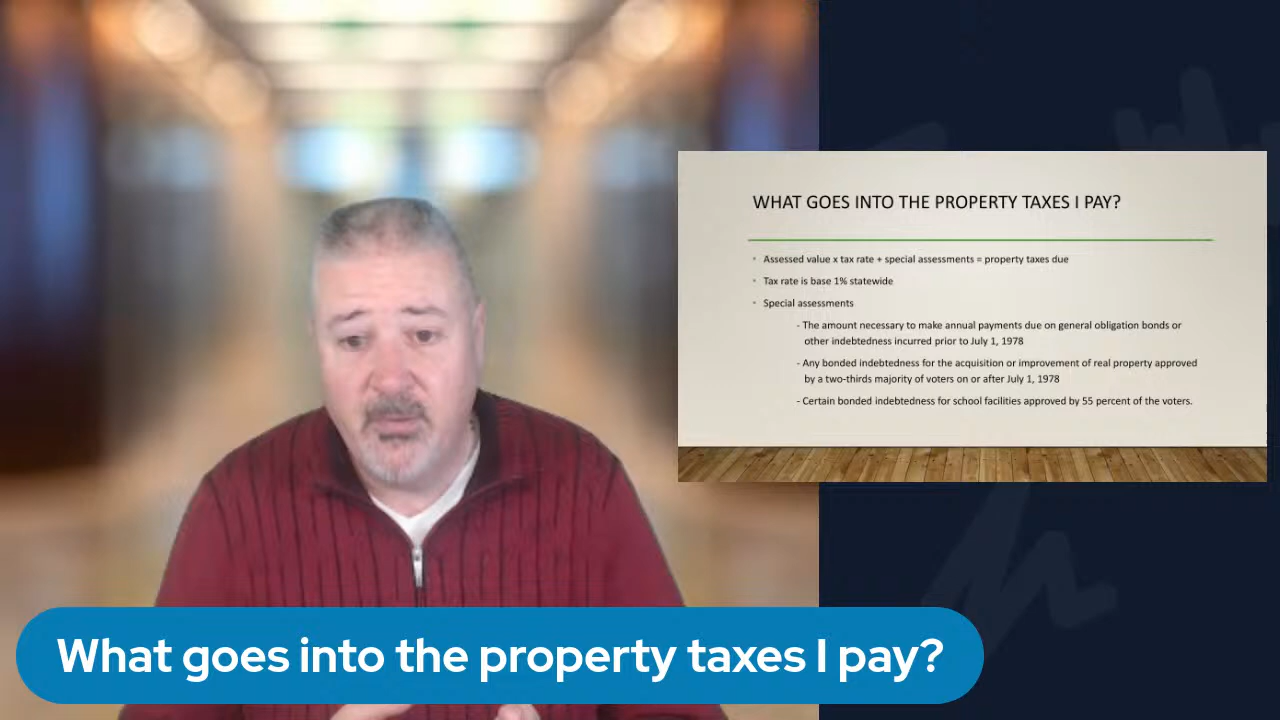 WHAT GOES INTO THE PROPERTY TAXES I PAY?
Assessed value x tax rate + special assessments = property taxes due
Tax rate is base 1% statewide
Special assessments
- The amount necessary to make annual payments due on general obligation bonds or
other indebtedness incurred prior to July 1, 1978
- Any bonded indebtedness for the acquisition or improvement of real property approved
by a two-thirds majority of voters on or after July 1, 1978
- Certain bonded indebtedness for school facilities approved by 55 percent of the voters.
What goes into the property taxes I pay?